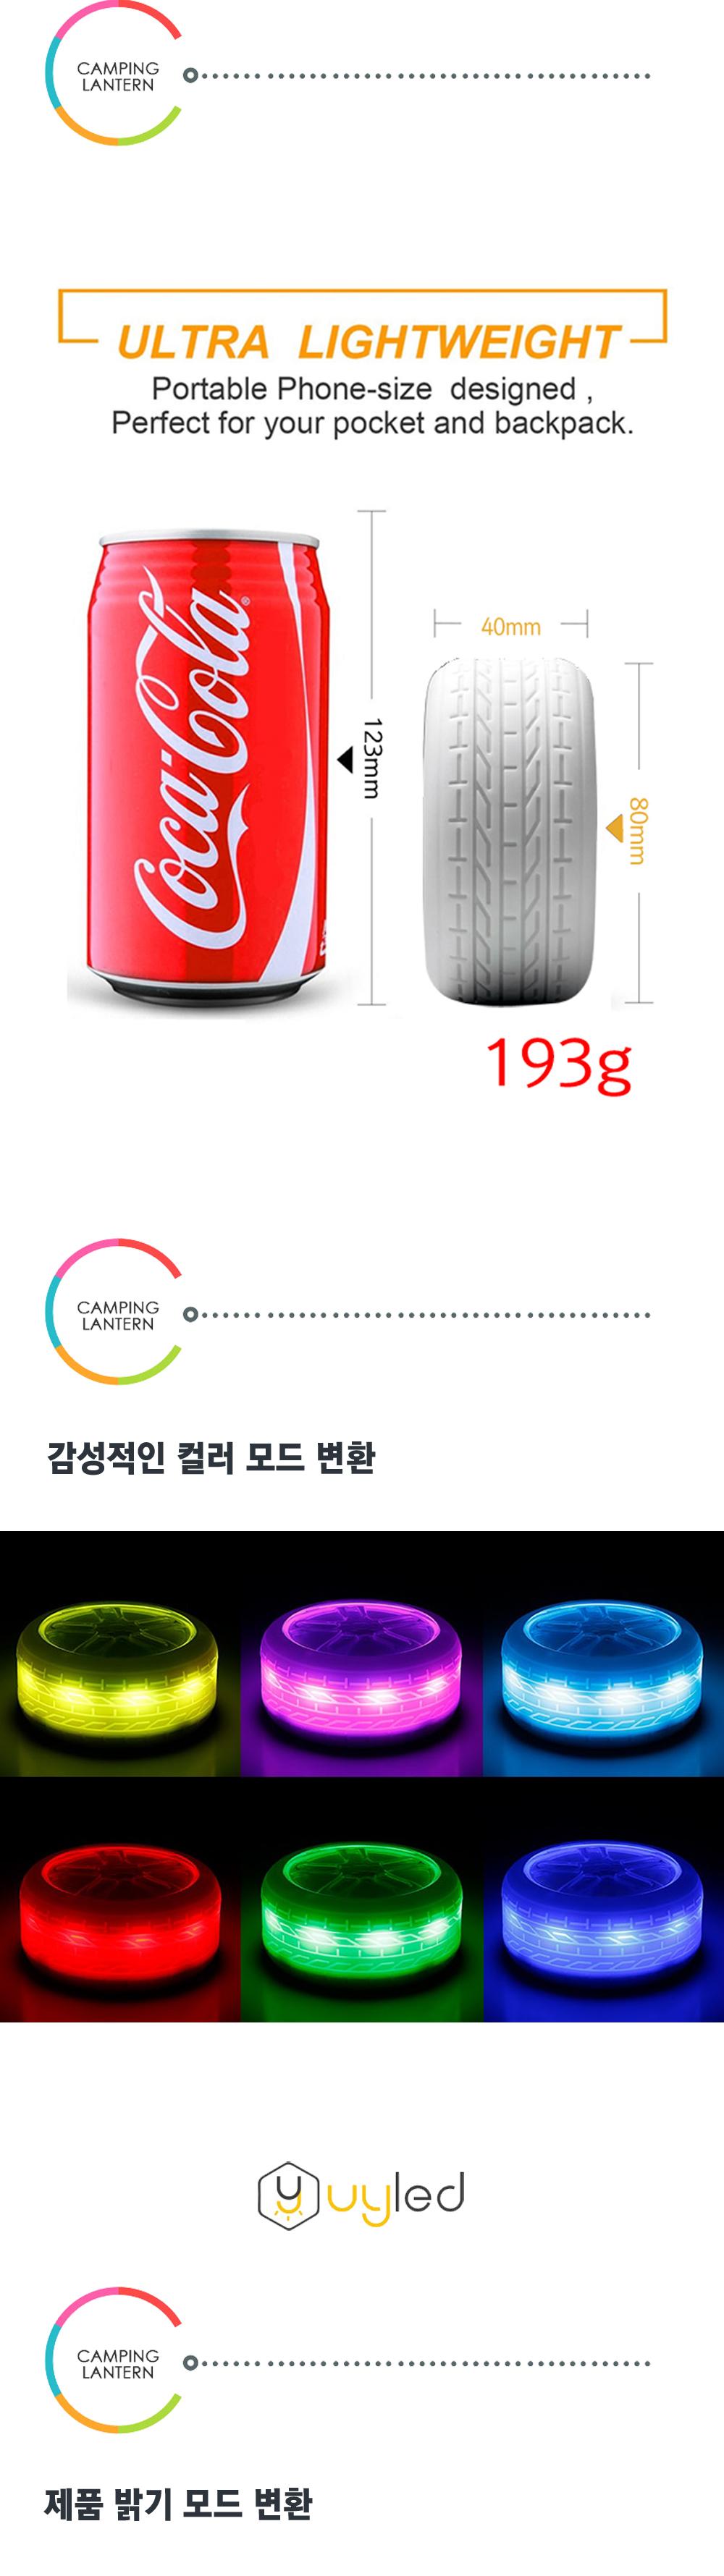 CAMPING
LANTERN
ULTRA LIGHTWEIGHT
Portable Phone-size designed ,
Perfect for your pocket and backpack.
Coca-Cola
®
123mm
40mm
80mm
193g
CAMPING
LANTERN
감성적인 컬러 모드 변환
uyled
CAMPING
LANTERN
제품 밝기 모드 변환